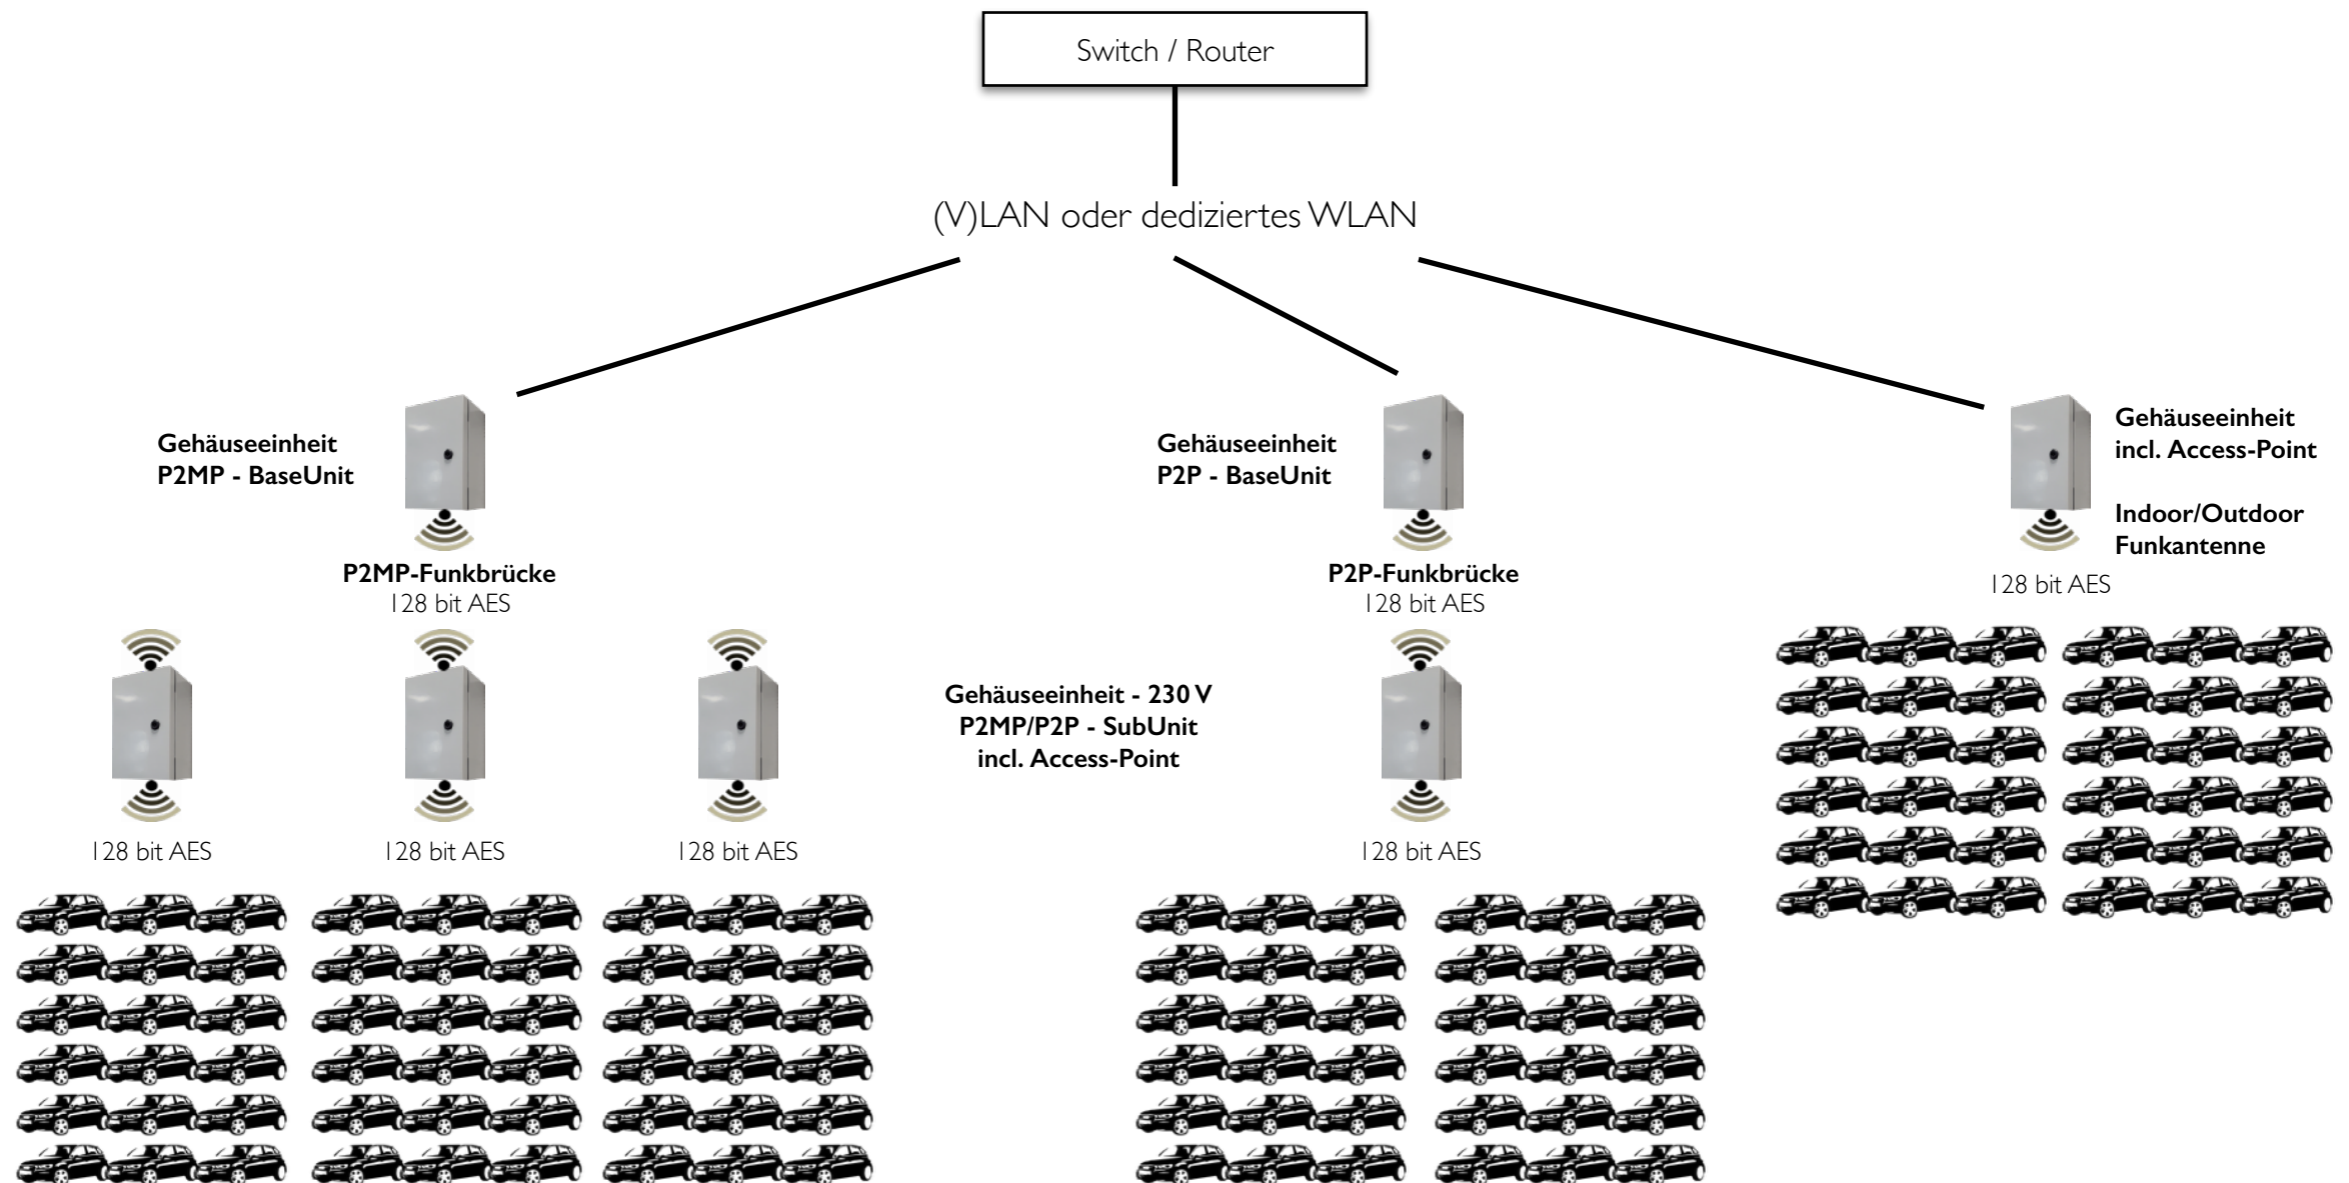 Switch / Router
(V)LAN oder dediziertes WLAN
Gehäuseeinheit
P2MP - BaseUnit
P2MP-Funkbrücke
128 bit AES
Gehäuseeinheit
P2P - BaseUnit
P2P-Funkbrücke
128 bit AES
Gehäuseeinheit
incl. Access-Point
Indoor/Outdoor
Funkantenne
128 bit AES
Gehäuseeinheit - 230 V
P2MP/P2P - SubUnit
incl. Access-Point
128 bit AES
128 bit AES
128 bit AES
128 bit AES